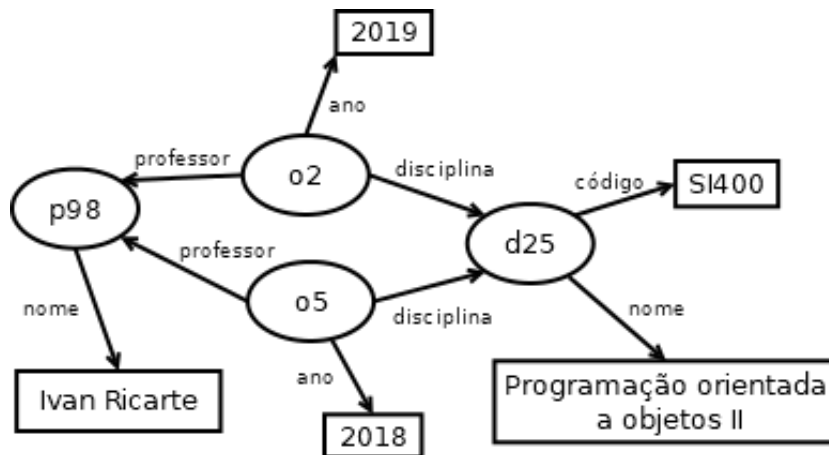 2019
ano
professor
o2
disciplina
código
SI400
p98
professor
d25
o5
nome
disciplina
nome
ano
Ivan Ricarte
Programação orientada
a objetos II
2018